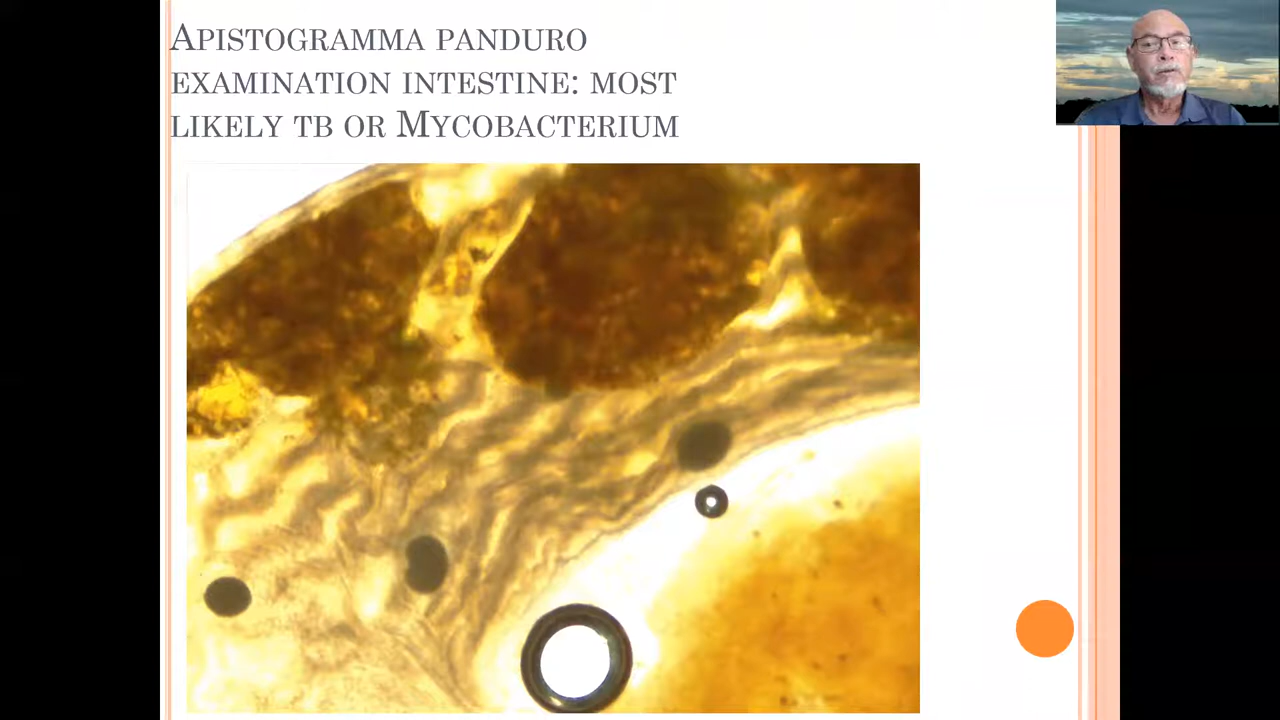 Apistogramma panduro
examination intestine: most
likely tb or Mycobacterium